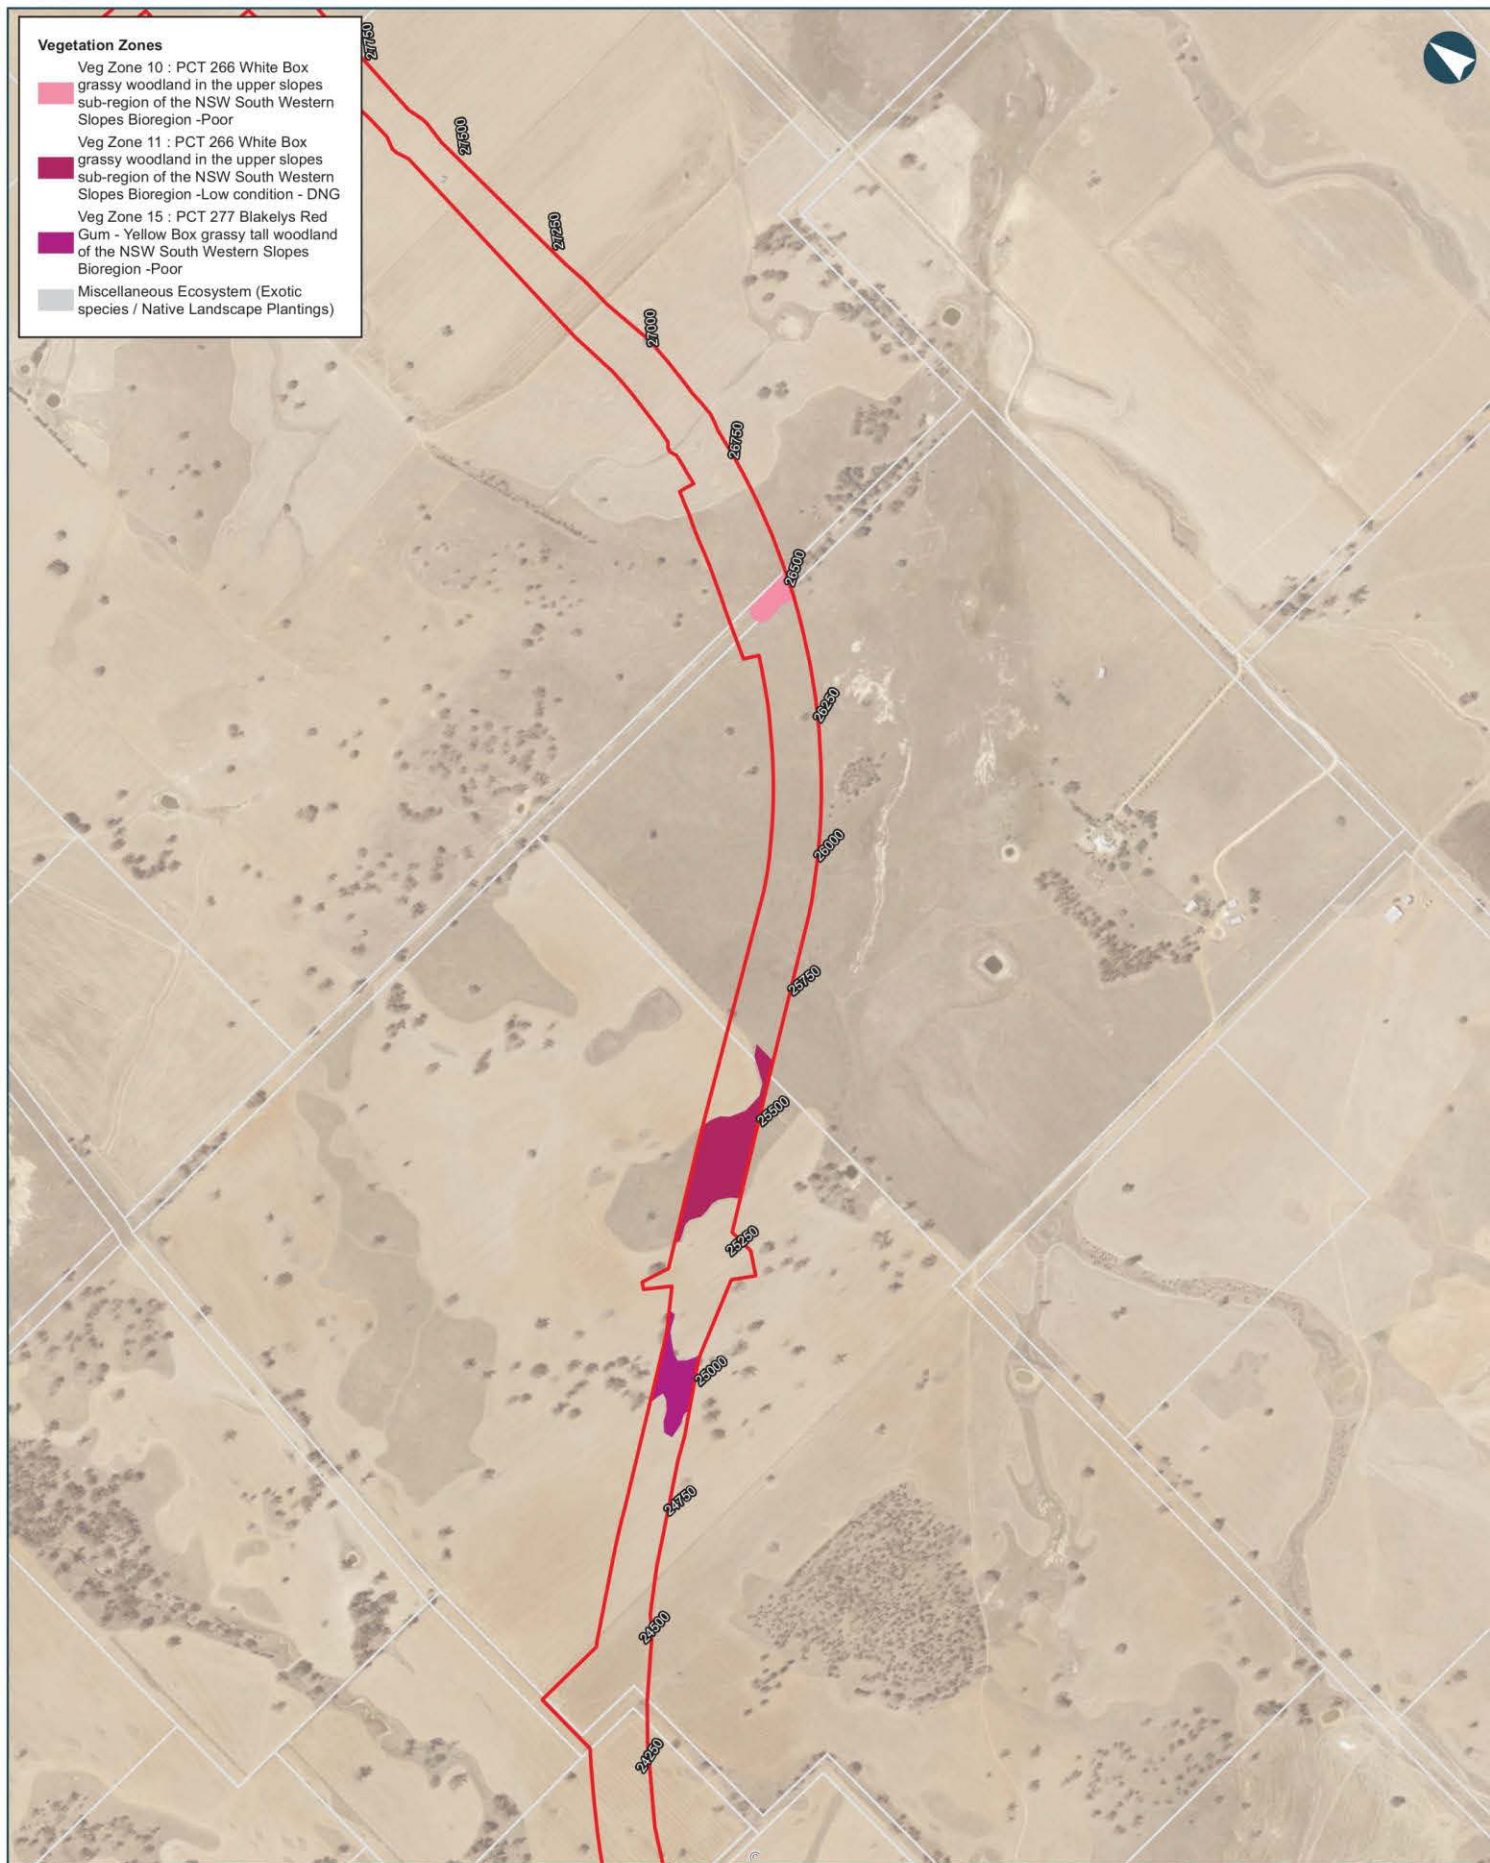 Vegetation Zones
Veg Zone 10 : PCT 266 White Box
grassy woodland in the upper slopes
sub-region of the NSW South Western
Slopes Bioregion -Poor
Veg Zone 11 : PCT 266 White Box
grassy woodland in the upper slopes
sub-region of the NSW South Western
Slopes Bioregion -Low condition - DNG
Veg Zone 15 : PCT 277 Blakelys Red
Gum - Yellow Box grassy tall woodland
of the NSW South Western Slopes
Bioregion -Poor
Miscellaneous Ecosystem (Exotic
species / Native Landscape Plantings)
27750
27500
27250
27000
26750
26500
26250
26000
25750
25500
25250
25000
24750
24500
24250
©